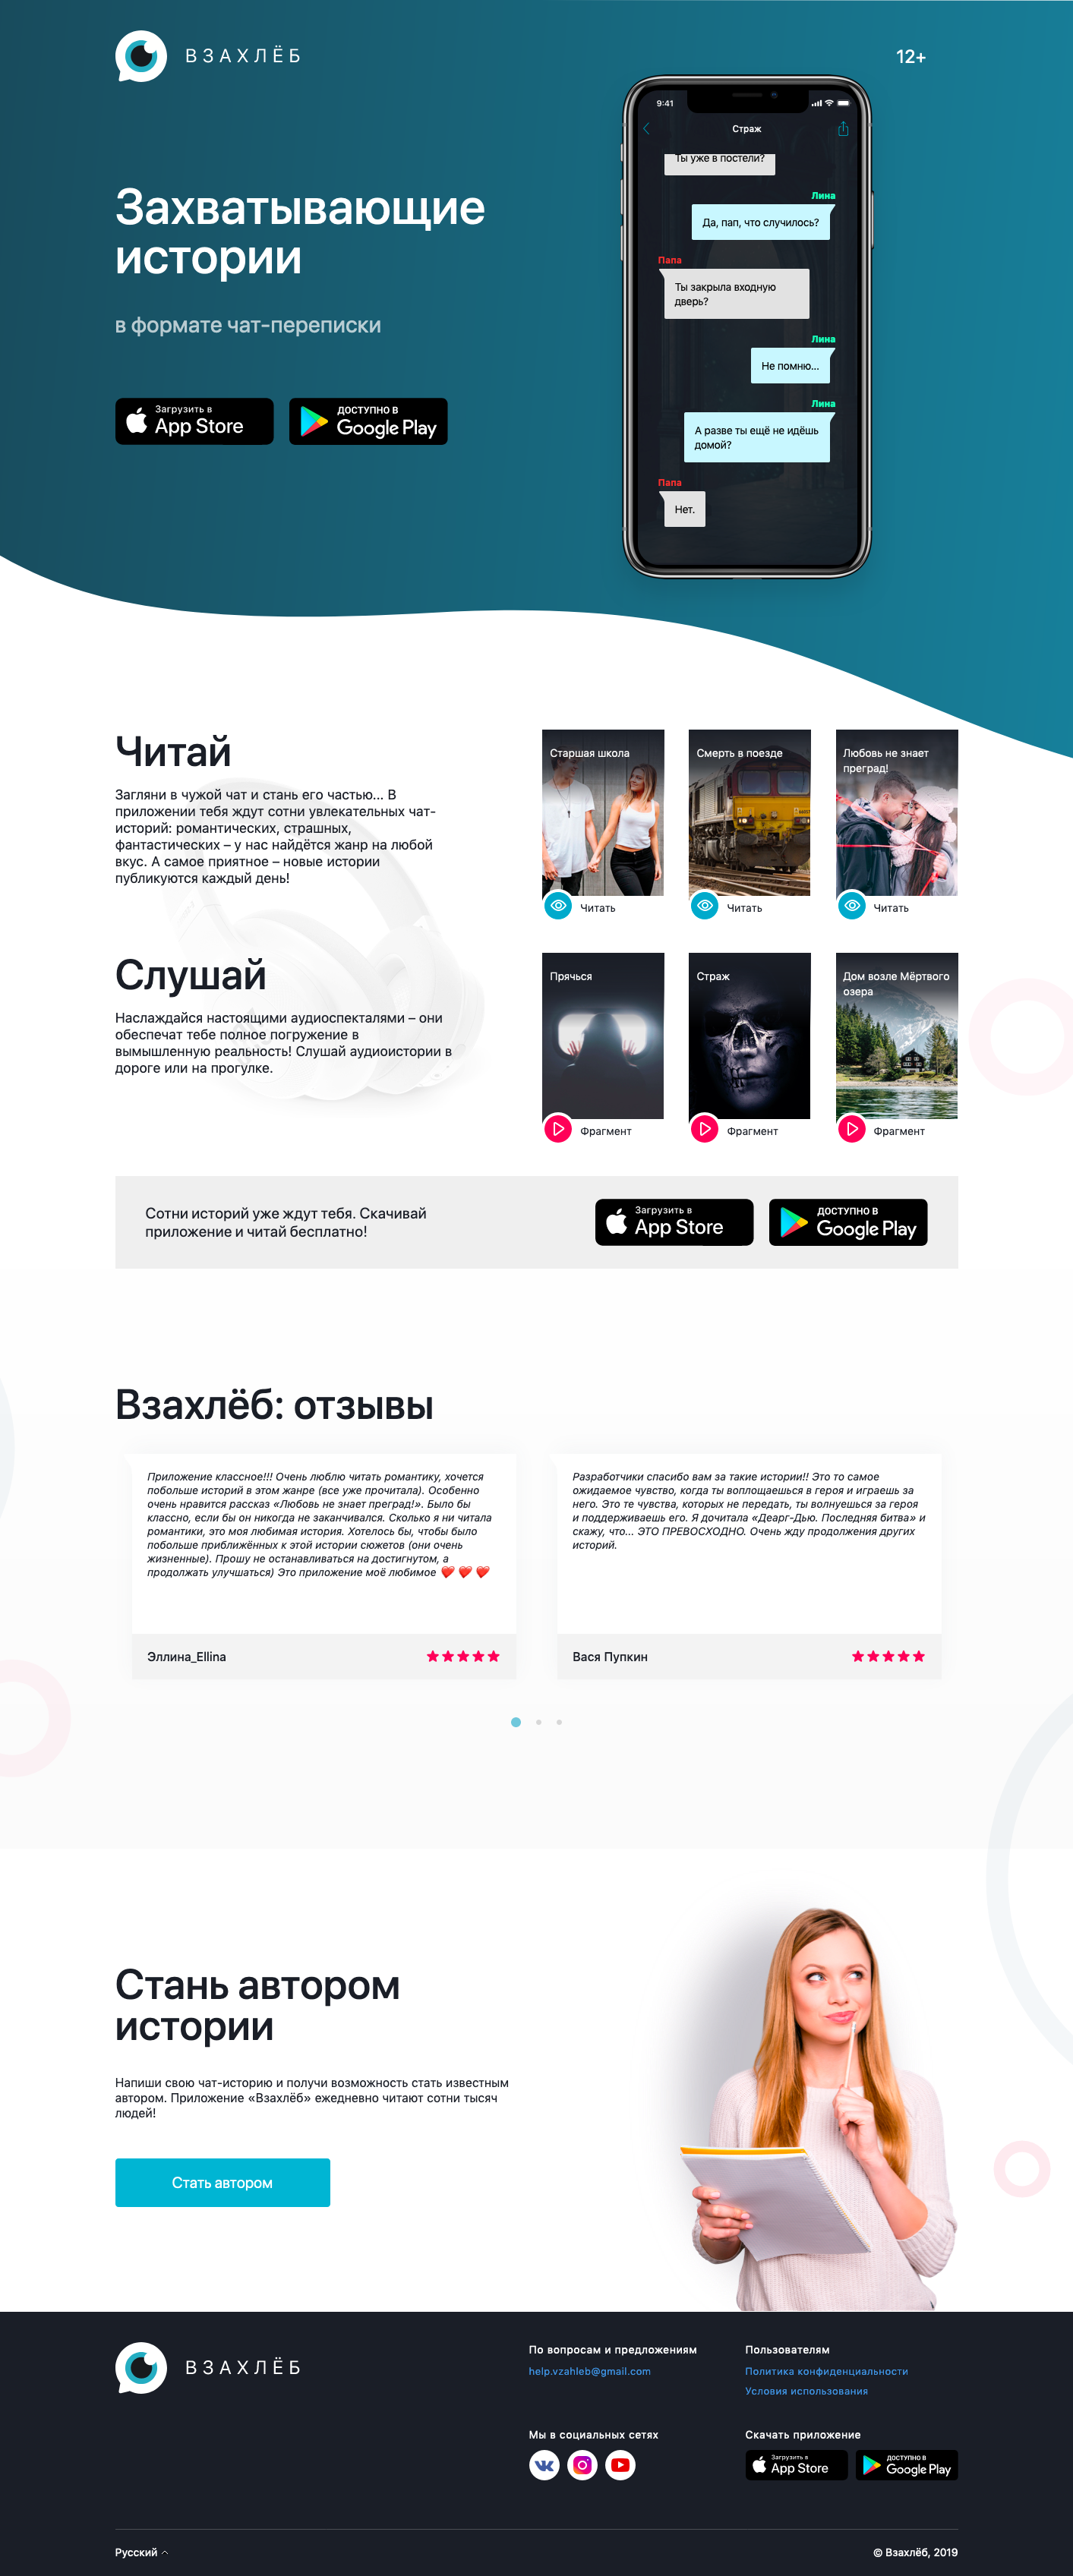 ВЗАХЛЁБ
12+
Захватывающие
истории
в формате чат-переписки
Загрузить в
App Store
ДОСТУПНО В
Google Play
9:41
Страж
Ты уже в постели?
Лина
Да, пап, что случилось?
Папа
Ты закрыла входную
дверь?
Лина
Не помню...
Лина
А разве ты ещё не идёшь
домой?
Папа
Нет.
Читай
Загляни в чужой чат и стань его частью... В
приложении тебя ждут сотни увлекательных чат-
историй: романтических, страшных,
фантастических – у нас найдётся жанр на любой
вкус. А самое приятное – новые истории
публикуются каждый день!
Старшая школа
Читать
Смерть в поезде
Читать
Любовь не знает
преград!
Читать
Слушай
Наслаждайся настоящими аудиоспектаклями – они
обеспечат тебе полное погружение в
вымышленную реальность! Слушай аудиоистории в
дороге или на прогулке.
Прячься
Фрагмент
Страж
Фрагмент
Дом возле Мёртвого
озера
Фрагмент
Сотни историй уже ждут тебя. Скачивай
приложение и читай бесплатно!
Загрузить в
App Store
ДОСТУПНО В
Google Play
Взахлёб: отзывы
Приложение классное!!! Очень люблю читать романтику, хочется
побольше историй в этом жанре (все уже прочитала). Особенно
очень нравится рассказ «Любовь не знает преград!». Было бы
классно, если бы он никогда не заканчивался. Сколько я ни читала
романтики, это моя любимая история. Хотелось бы, чтобы было
побольше приближённых к этой истории сюжетов (они очень
жизненные). Прошу не останавливаться на достигнутом, а
продолжать улучшаться) Это приложение моё любимое ❤️ ❤️ ❤️
Эллина_Ellina
Разработчики спасибо вам за такие истории!! Это то самое
ожидаемое чувство, когда ты воплощаешься в героя и играешь за
него. Это те чувства, которых не передать, ты волнуешься за героя
и поддерживаешь его. Я дочитала «Деарг-Дью. Последняя битва» и
скажу, что... ЭТО ПРЕВОСХОДНО. Очень жду продолжения других
историй.
Вася Пупкин
Стань автором
истории
Напиши свою чат-историю и получи возможность стать известным
автором. Приложение «Взахлёб» ежедневно читают сотни тысяч
людей!
Стать автором
ВЗАХЛЁБ
По вопросам и предложениям
help.vzahleb@gmail.com
Пользователям
Политика конфиденциальности
Условия использования
Мы в социальных сетях
Скачать приложение
Загрузить в
App Store
ДОСТУПНО В
Google Play
Русский
© Взахлёб, 2019